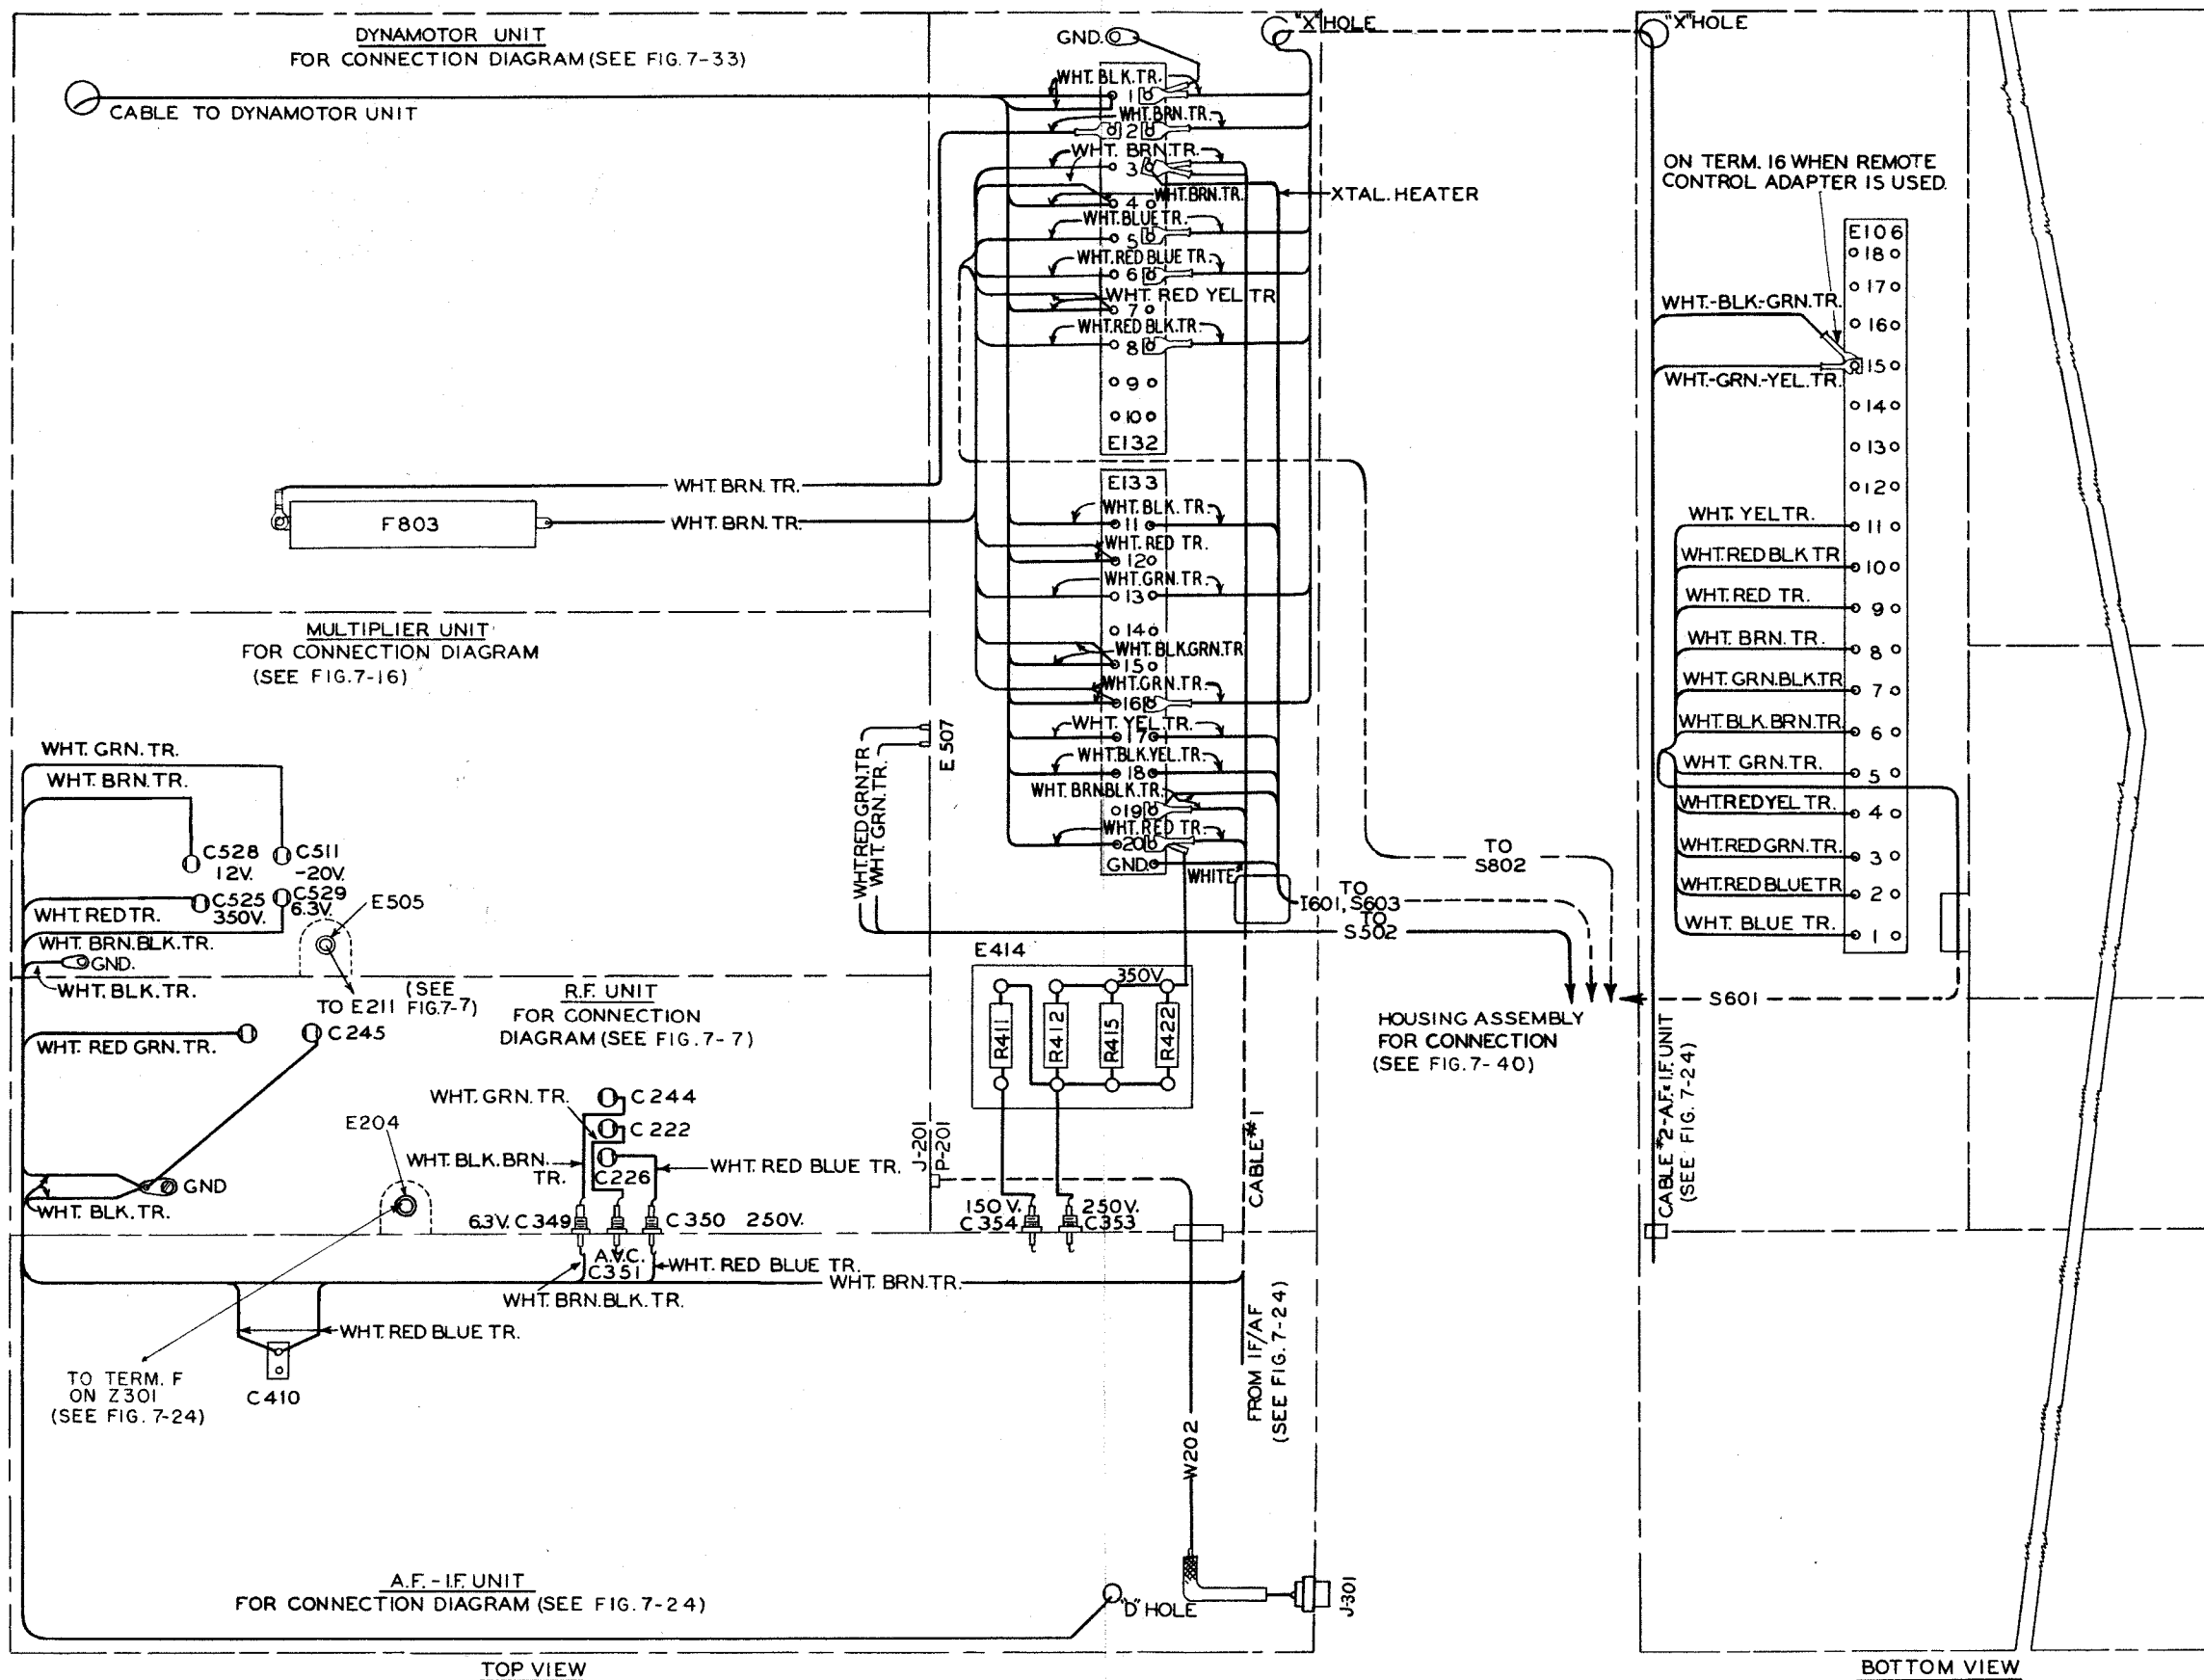 DYNAMOTOR UNIT
FOR CONNECTION DIAGRAM (SEE FIG. 7-33)
CABLE TO DYNAMOTOR UNIT
GND.
"X" HOLE
"X" HOLE
WHT. BLK. TR.
1
WHT. BRN. TR.
2
WHT. BRN. TR.
3
WHT. BRN. TR.
4
XTAL. HEATER
WHT. BLUE TR.
5
WHT. RED BLUE TR.
6
WHT. RED YEL TR
7
WHT. RED BLK. TR.
8
9
10
E132
F803
WHT. BRN. TR.
WHT. BRN. TR.
E133
WHT. BLK. TR.
11
WHT. RED TR.
12
WHT. GRN. TR.
13
14
WHT. BLK GRN. TR
15
WHT. GRN. TR.
16
WHT. YEL. TR.
17
WHT. BLK. YEL. TR.
18
WHT. BRN BLK. TR.
19
WHT. RED TR.
20
GND.
WHITE
MULTIPLIER UNIT
FOR CONNECTION DIAGRAM
(SEE FIG. 7-16)
WHT. GRN. TR.
WHT. BRN. TR.
C528
12V.
C511
-20V.
C525
350V.
C529
6.3V.
E505
WHT RED TR.
WHT. BRN. BLK. TR.
GND.
WHT. BLK. TR.
TO E211
(SEE
FIG. 7-7)
E507
WHT. RED GRN. TR
WHT. GRN. TR.
TO
S802
TO
I601, S603
TO
S502
R.F. UNIT
FOR CONNECTION
DIAGRAM (SEE FIG. 7-7)
C245
WHT. RED GRN. TR.
GND
WHT. BLK. TR.
E204
WHT. GRN. TR.
C244
C222
C226
WHT. BLK. BRN.
TR.
WHT. RED BLUE TR.
6.3V. C349
C350 250V.
A.V.C.
C351
WHT. RED BLUE TR.
WHT. BRN. TR.
WHT. BRN. BLK. TR.
WHT. RED BLUE TR.
C410
TO TERM. F
ON Z301
(SEE FIG. 7-24)
E414
350V
R411
R412
R415
R422
J-201
P-201
150 V.
C354
250V.
C353
CABLE #1
FROM IF/AF
(SEE FIG. 7-24)
W202
J-301
"D" HOLE
A.F. - I.F. UNIT
FOR CONNECTION DIAGRAM (SEE FIG. 7-24)
TOP VIEW
HOUSING ASSEMBLY
FOR CONNECTION
(SEE FIG. 7-40)
S601
CABLE #2-A.F. & I.F. UNIT
(SEE FIG. 7-24)
ON TERM. 16 WHEN REMOTE
CONTROL ADAPTER IS USED.
E106
18
17
WHT.-BLK.-GRN. TR.
16
15
WHT.-GRN.-YEL. TR.
14
13
12
WHT. YEL TR.
11
WHT. RED BLK TR
10
WHT. RED TR.
9
WHT. BRN. TR.
8
WHT. GRN. BLK. TR
7
WHT. BLK. BRN. TR.
6
WHT. GRN. TR.
5
WHT. RED YEL TR.
4
WHT. RED GRN. TR.
3
WHT. RED BLUE TR
2
WHT. BLUE TR.
1
BOTTOM VIEW